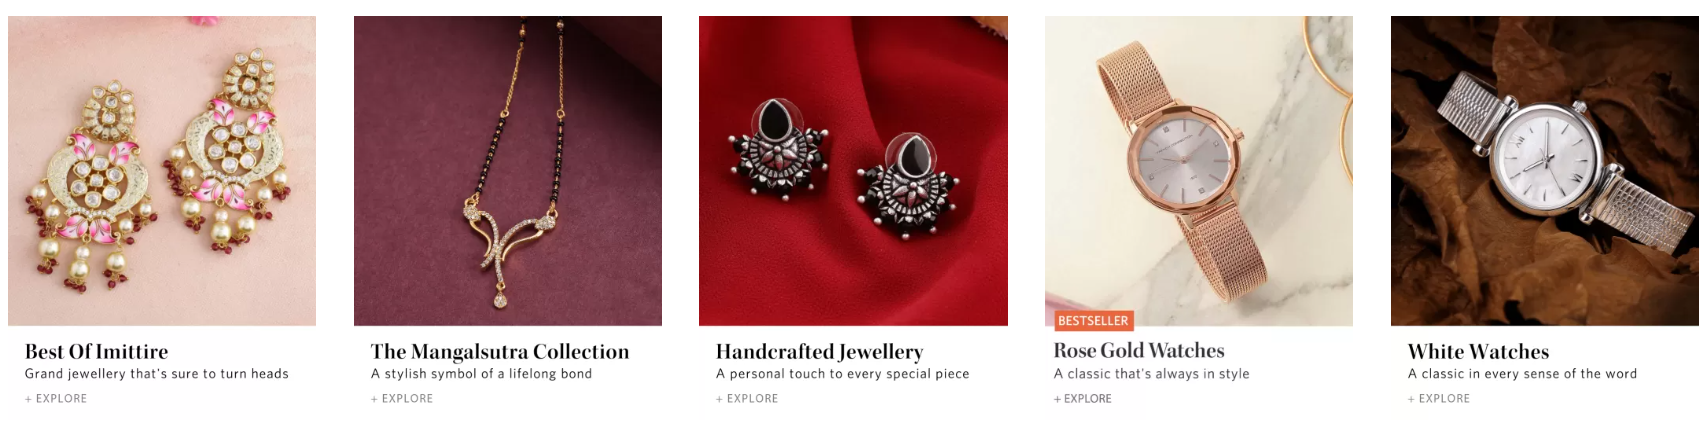 Best Of Imittire
Grand jewellery that's sure to turn heads
+ EXPLORE
The Mangalsutra Collection
A stylish symbol of a lifelong bond
+ EXPLORE
Handcrafted Jewellery
A personal touch to every special piece
+ EXPLORE
BESTSELLER
Rose Gold Watches
A classic that's always in style
+ EXPLORE
White Watches
A classic in every sense of the word
+ EXPLORE